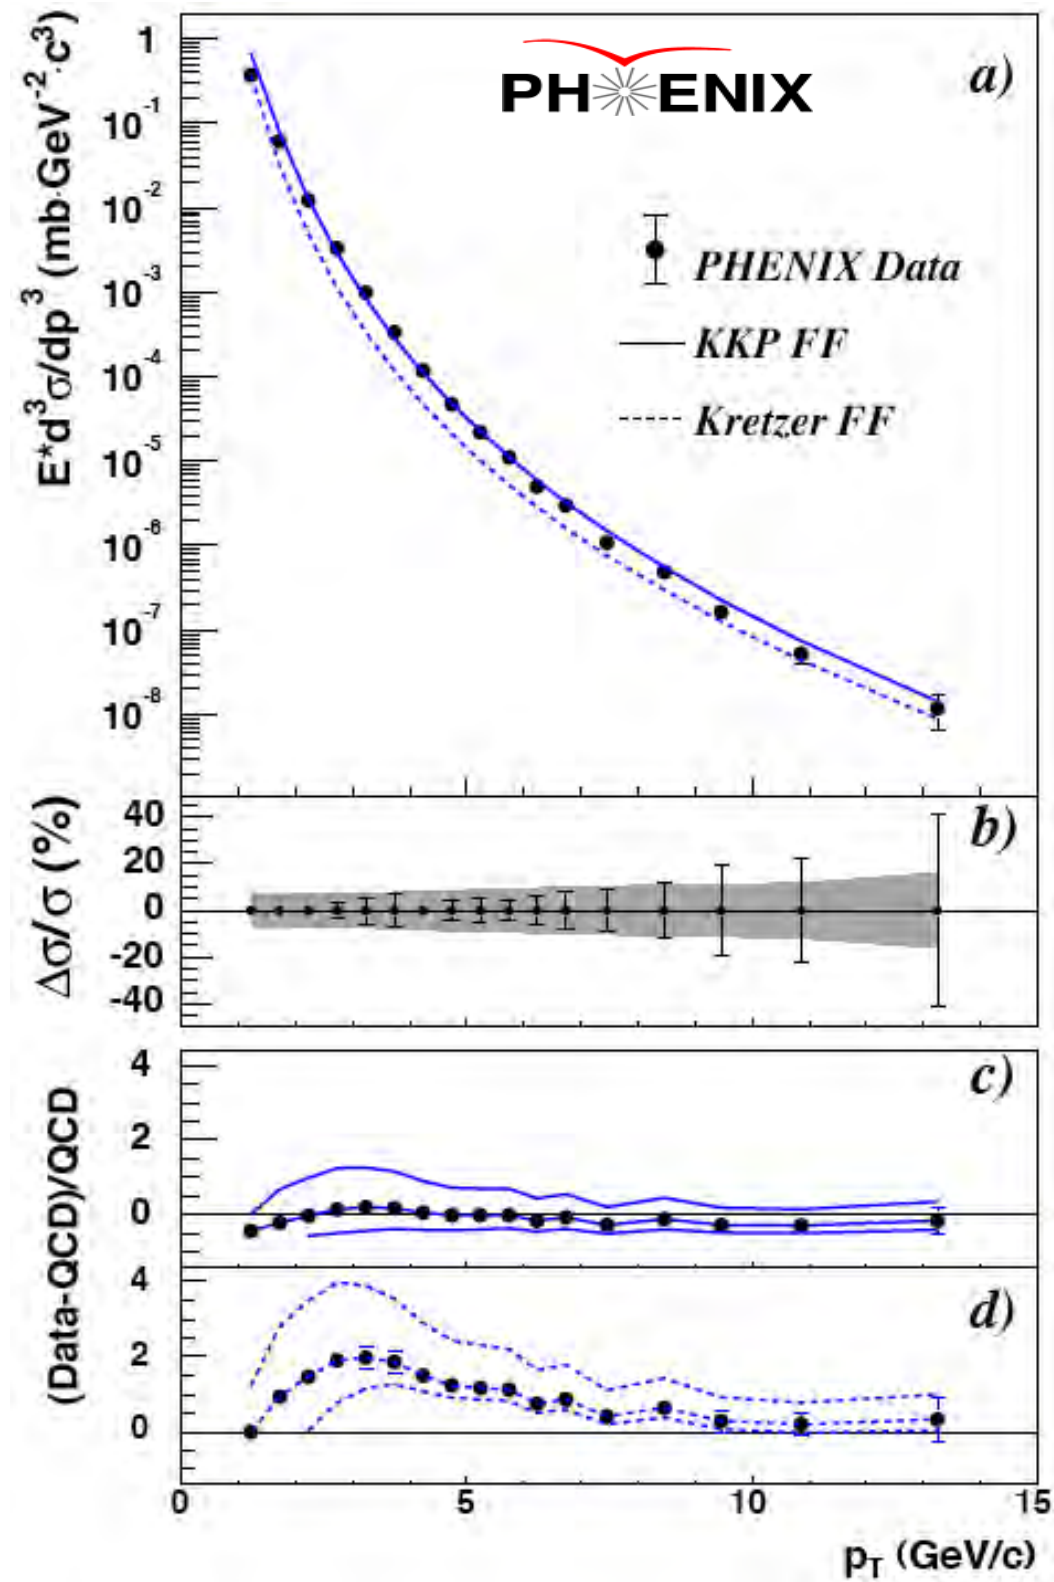 PHENIX
a)
E*d³σ/dp³ (mb·GeV⁻²·c³)
1
10⁻¹
10⁻²
10⁻³
10⁻⁴
10⁻⁵
10⁻⁶
10⁻⁷
10⁻⁸
PHENIX Data
KKP FF
Kretzer FF
b)
Δσ/σ (%)
40
20
0
-20
-40
c)
(Data-QCD)/QCD
4
2
0
d)
4
2
0
0 5 10 15
p_T (GeV/c)